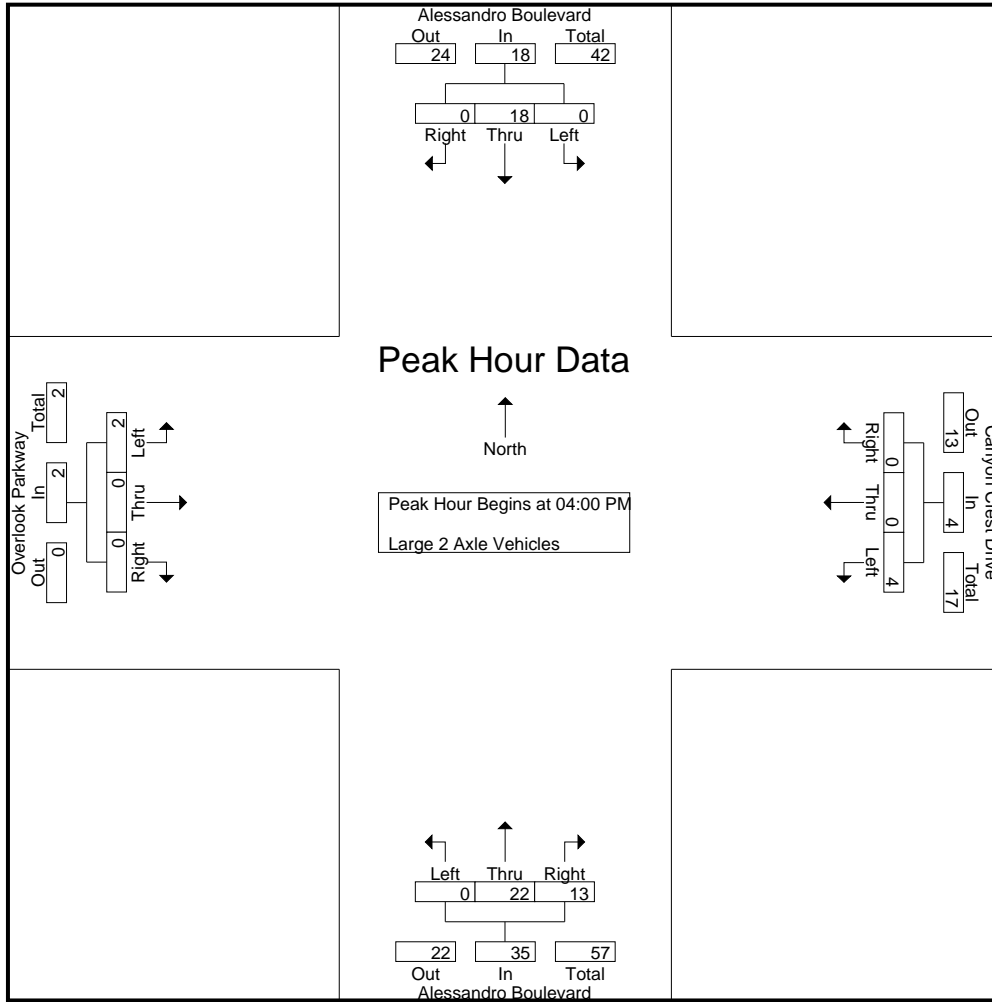 Alessandro Boulevard
Out In Total
24 18 42
0 18 0
Right Thru Left
Peak Hour Data
North
Peak Hour Begins at 04:00 PM
Large 2 Axle Vehicles
Overlook Parkway
Out In Total
0 2 2
2 0 0
Left Thru Right
Canyon Crest Drive
Out In Total
13 4 17
0 0 4
Right Thru Left
Left Thru Right
0 22 13
22 35 57
Out In Total
Alessandro Boulevard